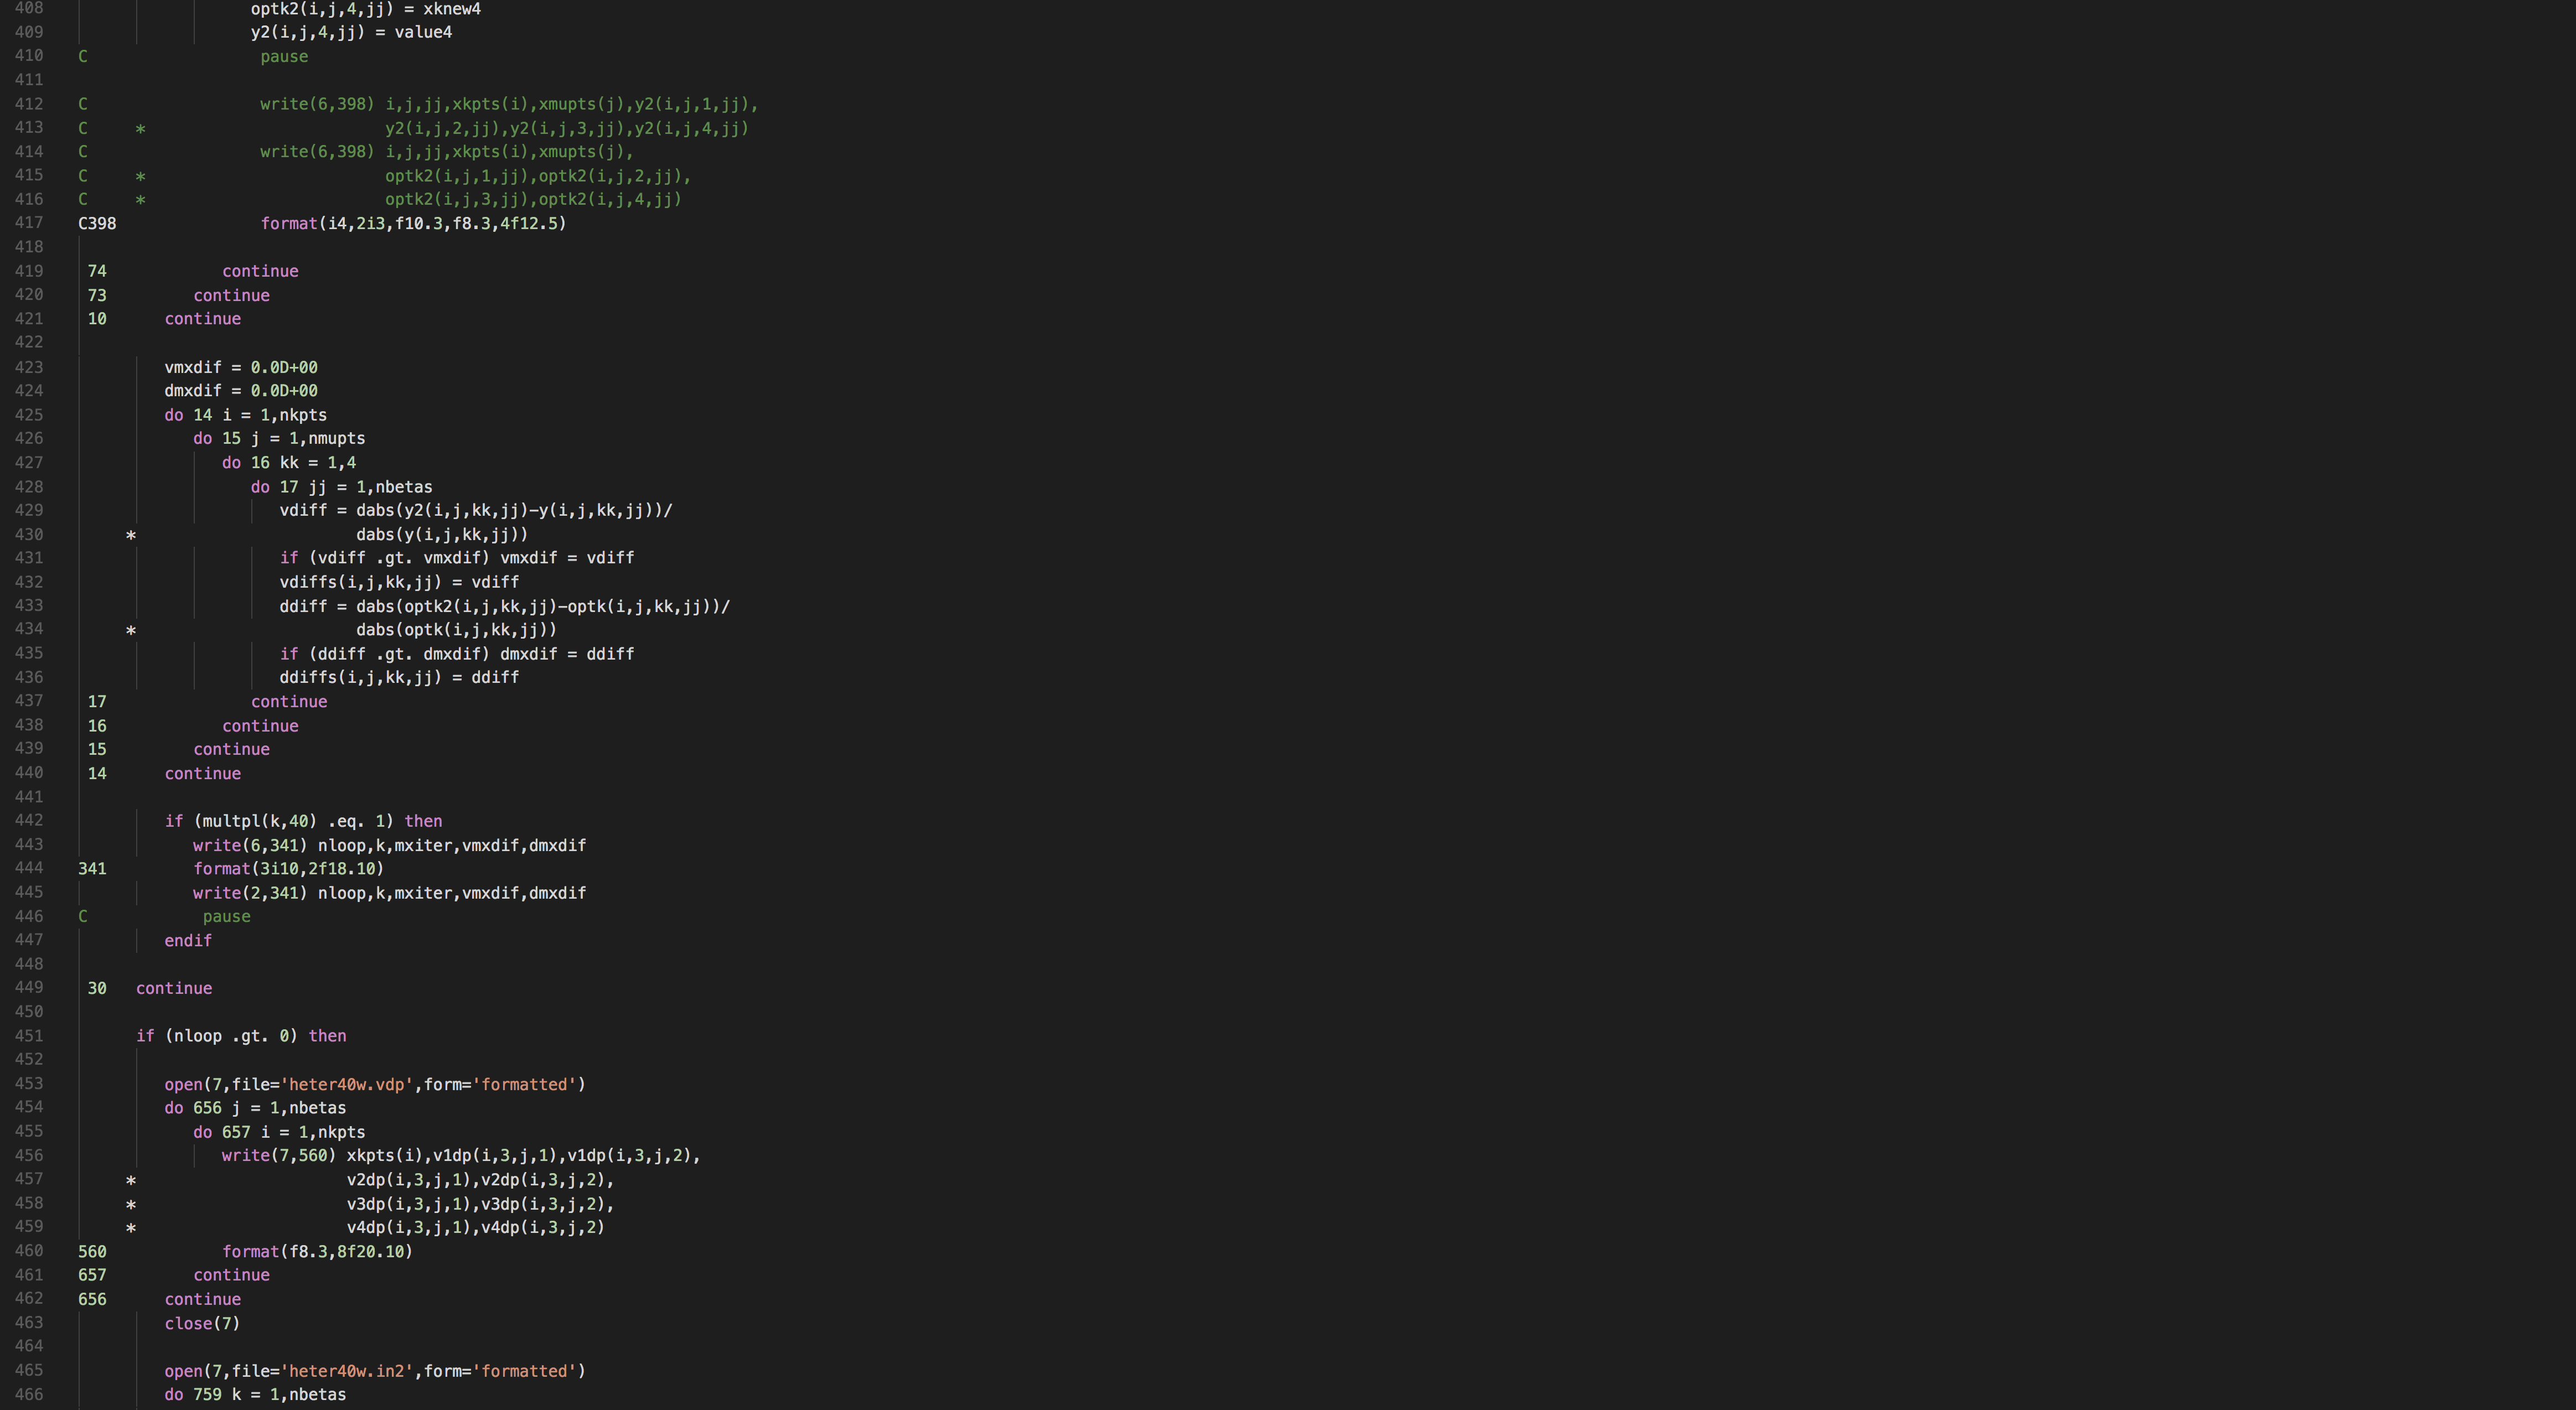 408                     optk2(i,j,4,jj) = xknew4
409                     y2(i,j,4,jj) = value4
410   C                  pause
411
412   C                  write(6,398) i,j,jj,xkpts(i),xmupts(j),y2(i,j,1,jj),
413   C     *                         y2(i,j,2,jj),y2(i,j,3,jj),y2(i,j,4,jj)
414   C                  write(6,398) i,j,jj,xkpts(i),xmupts(j),
415   C     *                         optk2(i,j,1,jj),optk2(i,j,2,jj),
416   C     *                         optk2(i,j,3,jj),optk2(i,j,4,jj)
417   C398               format(i4,2i3,f10.3,f8.3,4f12.5)
418
419    74            continue
420    73         continue
421    10      continue
422
423            vmxdif = 0.0D+00
424            dmxdif = 0.0D+00
425            do 14 i = 1,nkpts
426               do 15 j = 1,nmupts
427                  do 16 kk = 1,4
428                     do 17 jj = 1,nbetas
429                        vdiff = dabs(y2(i,j,kk,jj)-y(i,j,kk,jj))/
430        *                       dabs(y(i,j,kk,jj))
431                        if (vdiff .gt. vmxdif) vmxdif = vdiff
432                        vdiffs(i,j,kk,jj) = vdiff
433                        ddiff = dabs(optk2(i,j,kk,jj)-optk(i,j,kk,jj))/
434        *                       dabs(optk(i,j,kk,jj))
435                        if (ddiff .gt. dmxdif) dmxdif = ddiff
436                        ddiffs(i,j,kk,jj) = ddiff
437    17               continue
438    16            continue
439    15         continue
440    14      continue
441
442            if (multpl(k,40) .eq. 1) then
443               write(6,341) nloop,k,mxiter,vmxdif,dmxdif
444   341         format(3i10,2f18.10)
445               write(2,341) nloop,k,mxiter,vmxdif,dmxdif
446   C            pause
447            endif
448
449    30   continue
450
451         if (nloop .gt. 0) then
452
453            open(7,file='heter40w.vdp',form='formatted')
454            do 656 j = 1,nbetas
455               do 657 i = 1,nkpts
456                  write(7,560) xkpts(i),v1dp(i,3,j,1),v1dp(i,3,j,2),
457        *                      v2dp(i,3,j,1),v2dp(i,3,j,2),
458        *                      v3dp(i,3,j,1),v3dp(i,3,j,2),
459        *                      v4dp(i,3,j,1),v4dp(i,3,j,2)
460   560            format(f8.3,8f20.10)
461   657         continue
462   656      continue
463            close(7)
464
465            open(7,file='heter40w.in2',form='formatted')
466            do 759 k = 1,nbetas